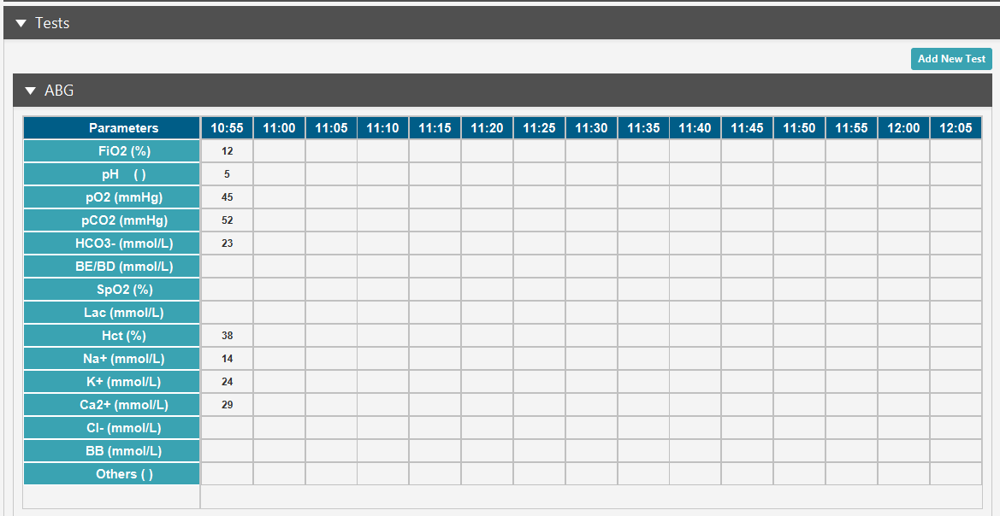 Tests
Add New Test
ABG
Parameters 10:55 11:00 11:05 11:10 11:15 11:20 11:25 11:30 11:35 11:40 11:45 11:50 11:55 12:00 12:05
FiO2 (%) 12
pH ( ) 5
pO2 (mmHg) 45
pCO2 (mmHg) 52
HCO3- (mmol/L) 23
BE/BD (mmol/L)
SpO2 (%)
Lac (mmol/L)
Hct (%) 38
Na+ (mmol/L) 14
K+ (mmol/L) 24
Ca2+ (mmol/L) 29
Cl- (mmol/L)
BB (mmol/L)
Others ( )